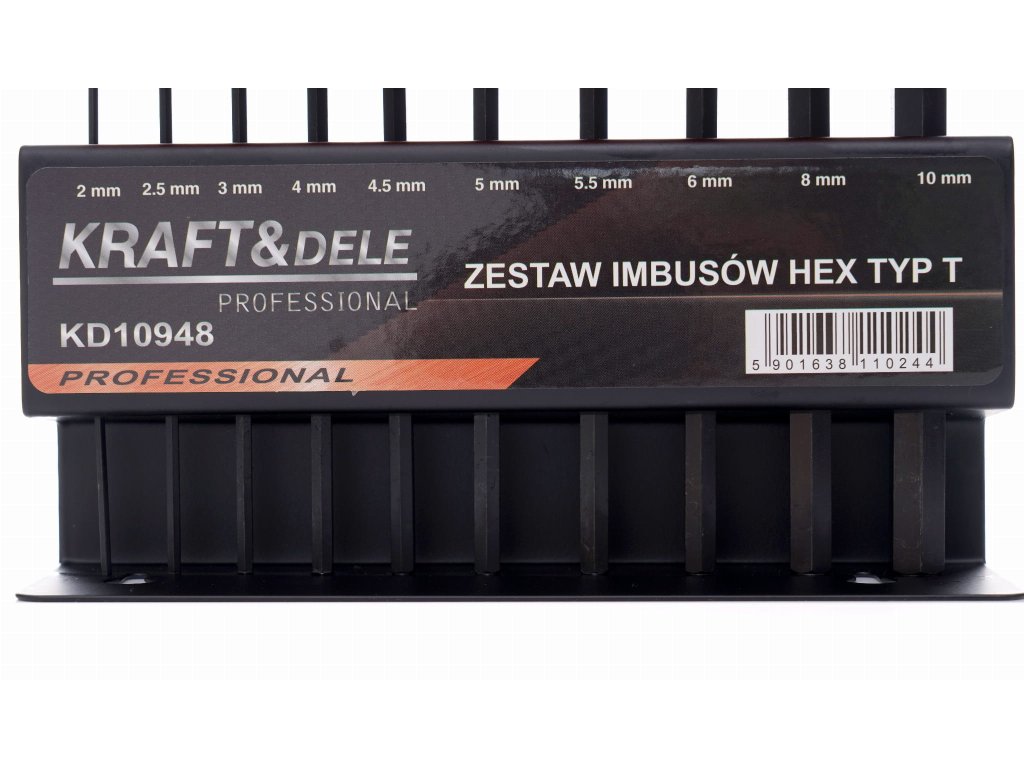 2 mm 2.5 mm 3 mm 4 mm 4.5 mm 5 mm 5.5 mm 6 mm 8 mm 10 mm
KRAFT&DELE
PROFESSIONAL
ZESTAW IMBUSÓW HEX TYP T
KD10948
5 901638 110244
PROFESSIONAL